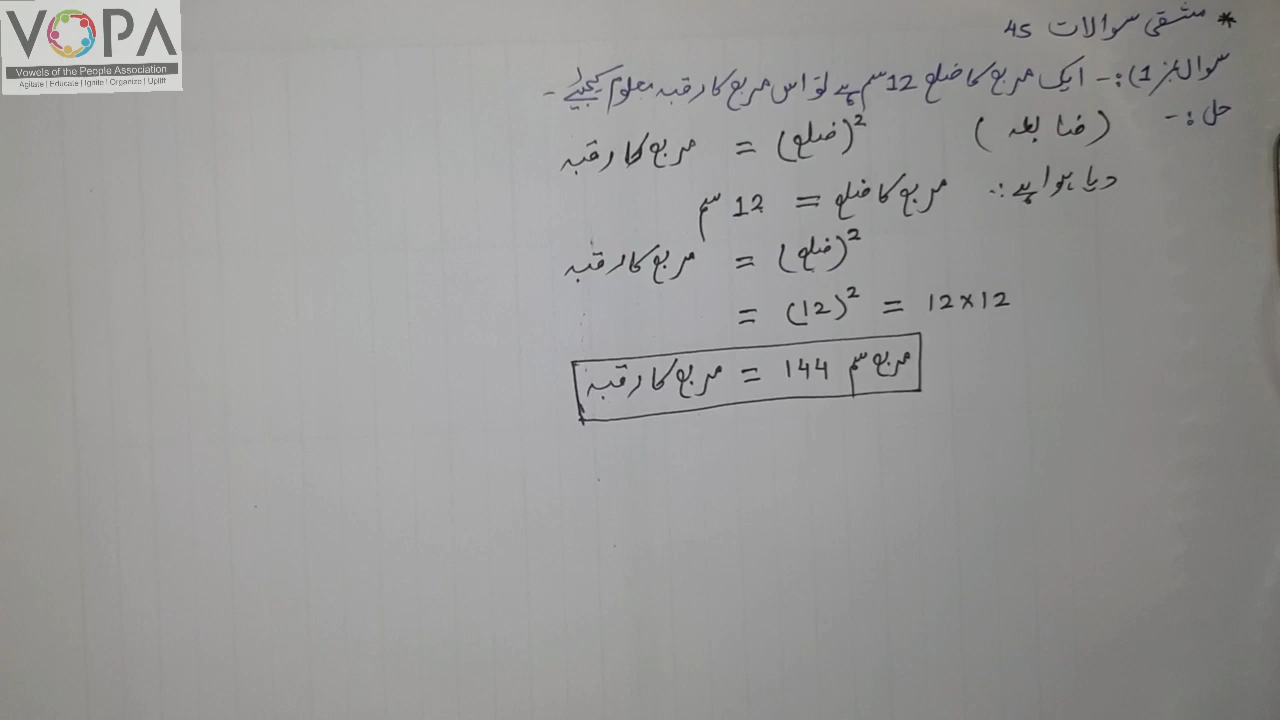 VOPA
Vowels of the People Association
Agitate | Educate | Ignite | Organize | Uplift
* مشقی سوالات 45
سوال نمبر 1) :- ایک مربع کا ضلع 12 سم ہے تو اس مربع کا رقبہ معلوم کیجیے -
حل :- (ضابطہ) مربع کا رقبہ = (ضلع)²
دیا ہوا ہے :- مربع کا ضلع = 12 سم
مربع کا رقبہ = (ضلع)²
= (12)² = 12×12
مربع کا رقبہ = 144 مربع سم